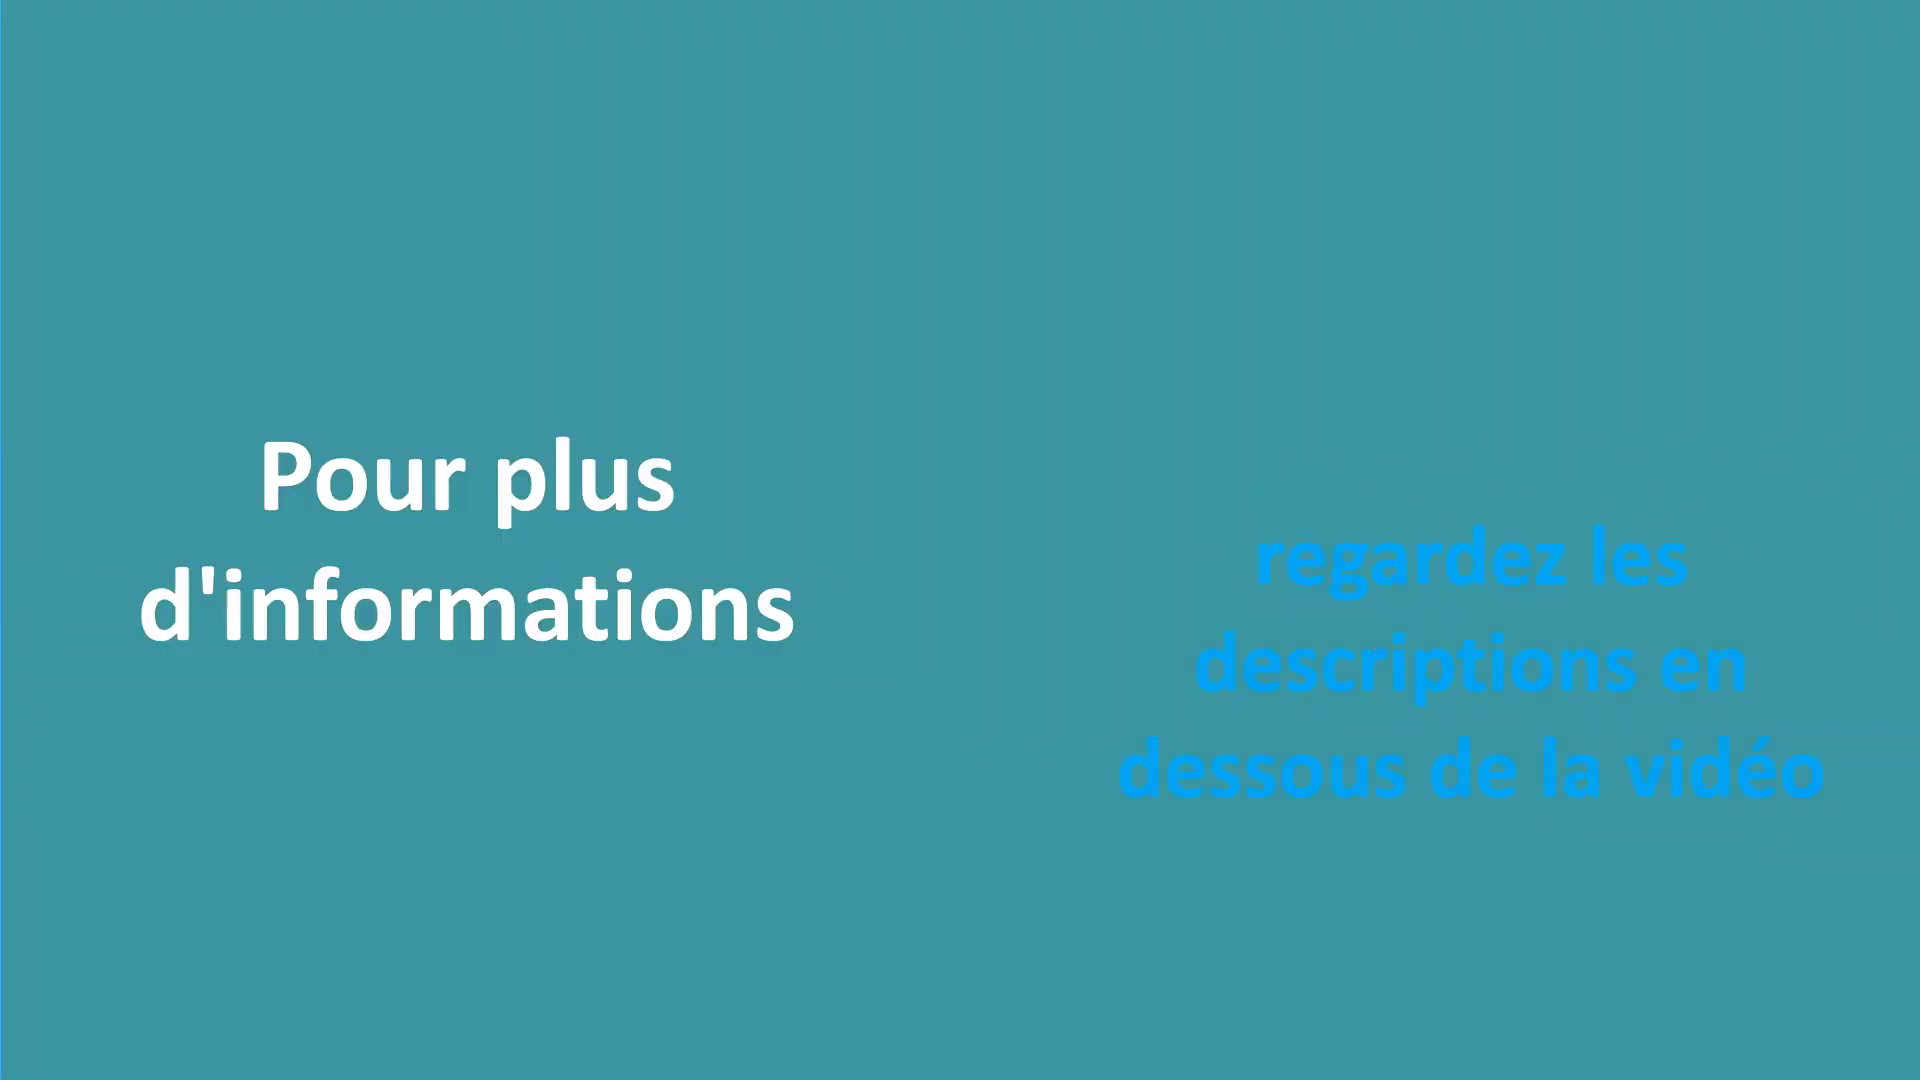 Pour plus
d'informations
regardez les
descriptions en
dessous de la vidéo